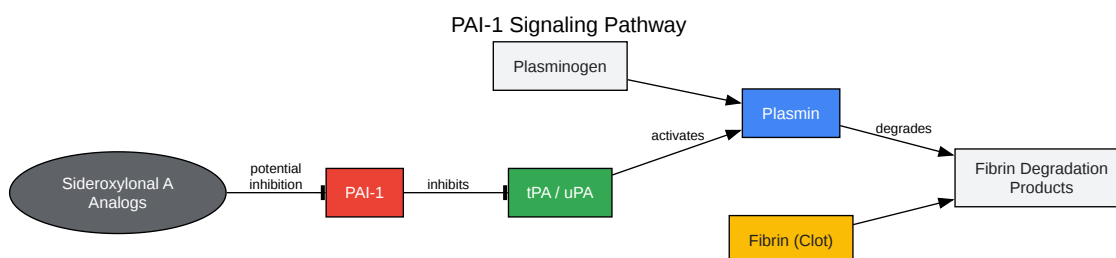 PAI-1 Signaling Pathway
Plasminogen
Plasmin
activates
degrades
potential
inhibition
inhibits
Sideroxylonal A
Analogs
PAI-1
tPA / uPA
Fibrin Degradation
Products
Fibrin (Clot)